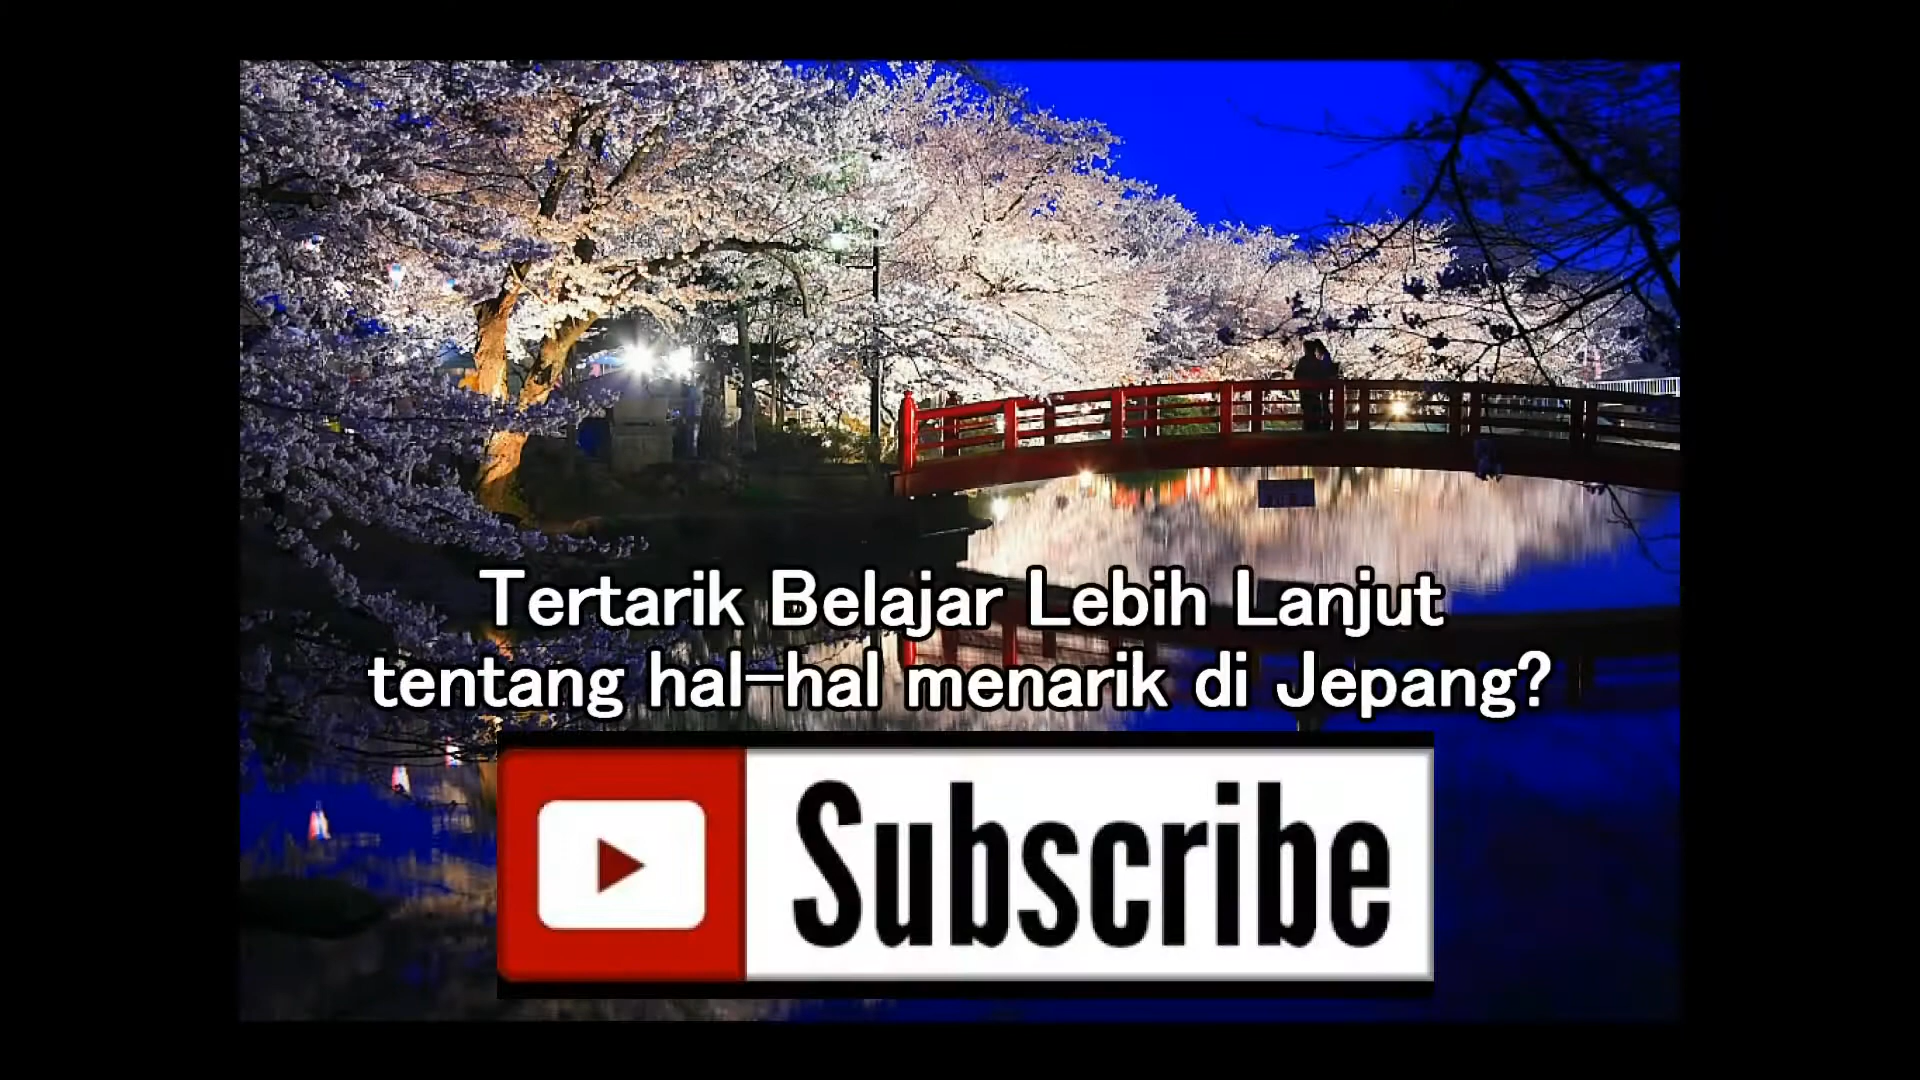 Tertarik Belajar Lebih Lanjut
tentang hal-hal menarik di Jepang?
Subscribe